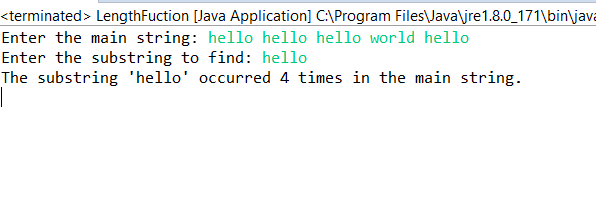 <terminated> LengthFuction [Java Application] C:\Program Files\Java\jre1.8.0_171\bin\java
Enter the main string: hello hello hello world hello
Enter the substring to find: hello
The substring 'hello' occurred 4 times in the main string.